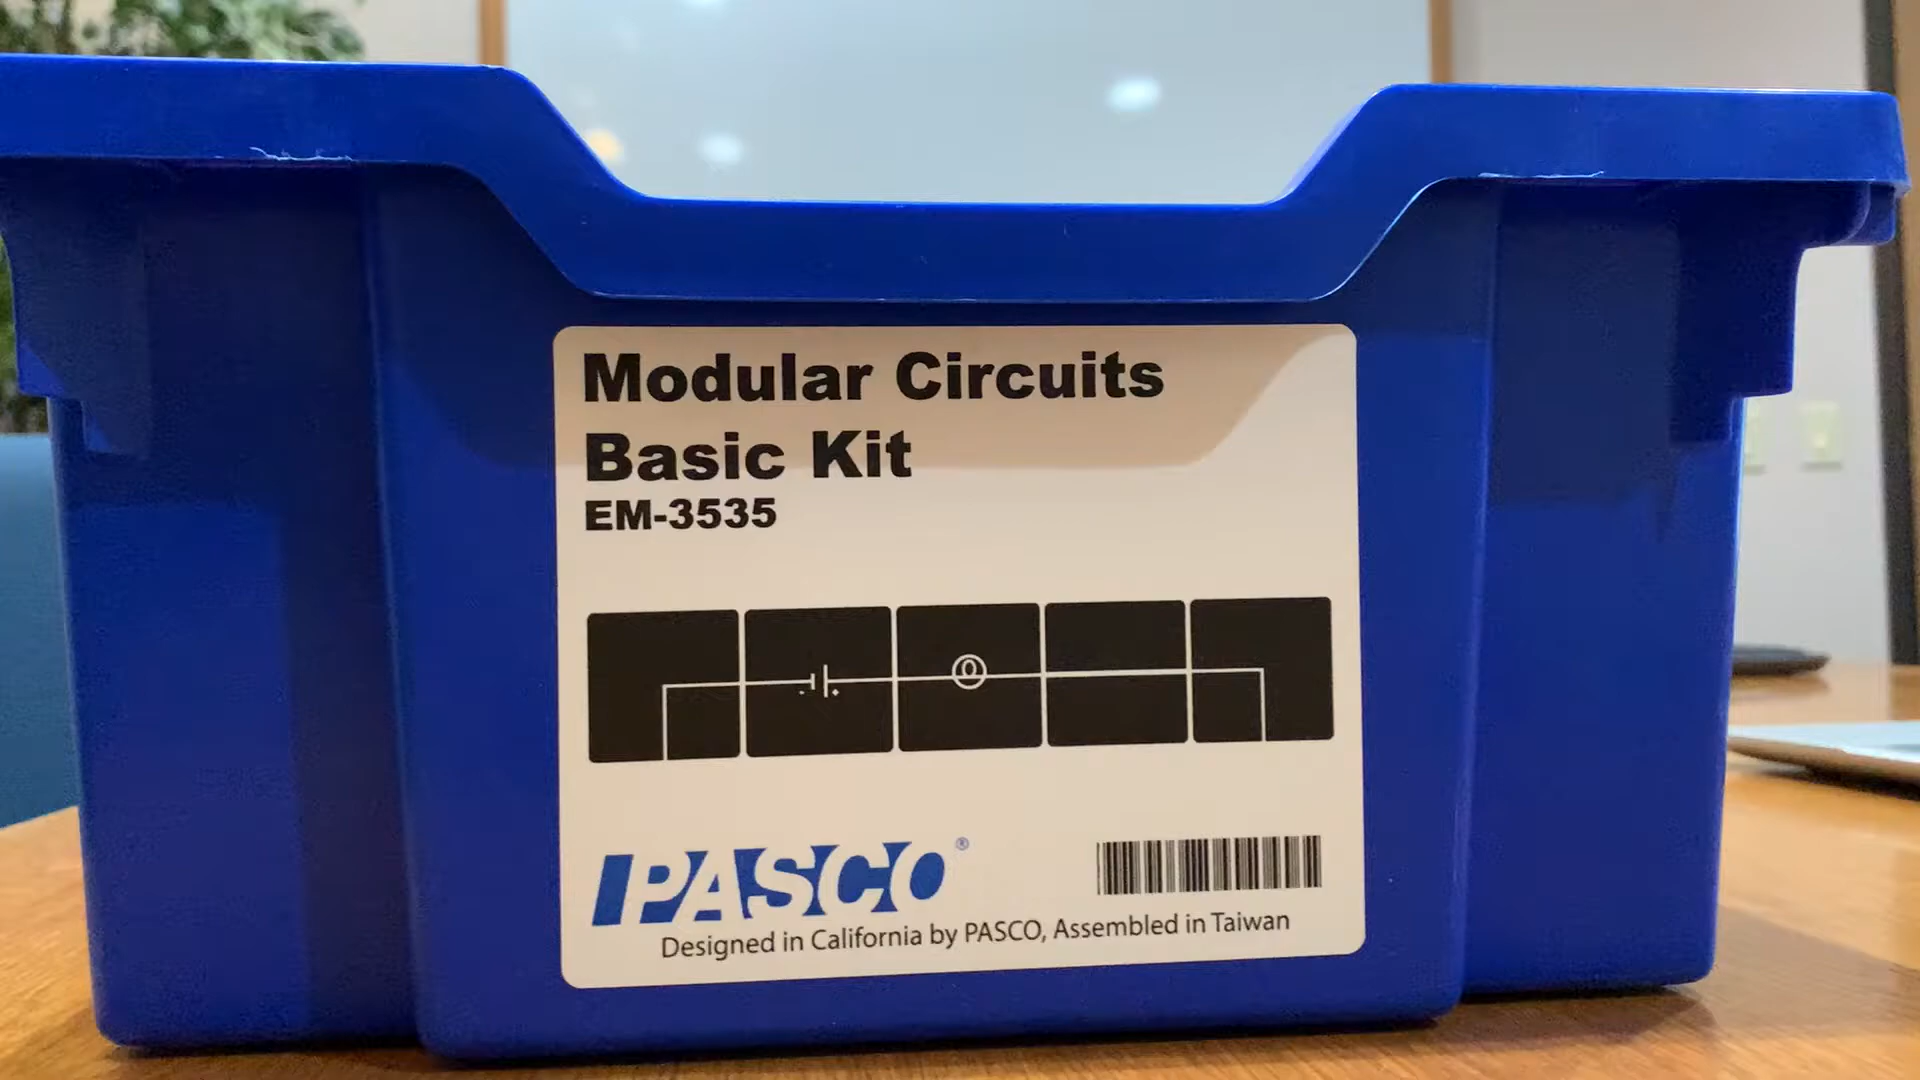 Modular Circuits
Basic Kit
EM-3535
PASCO®
Designed in California by PASCO, Assembled in Taiwan